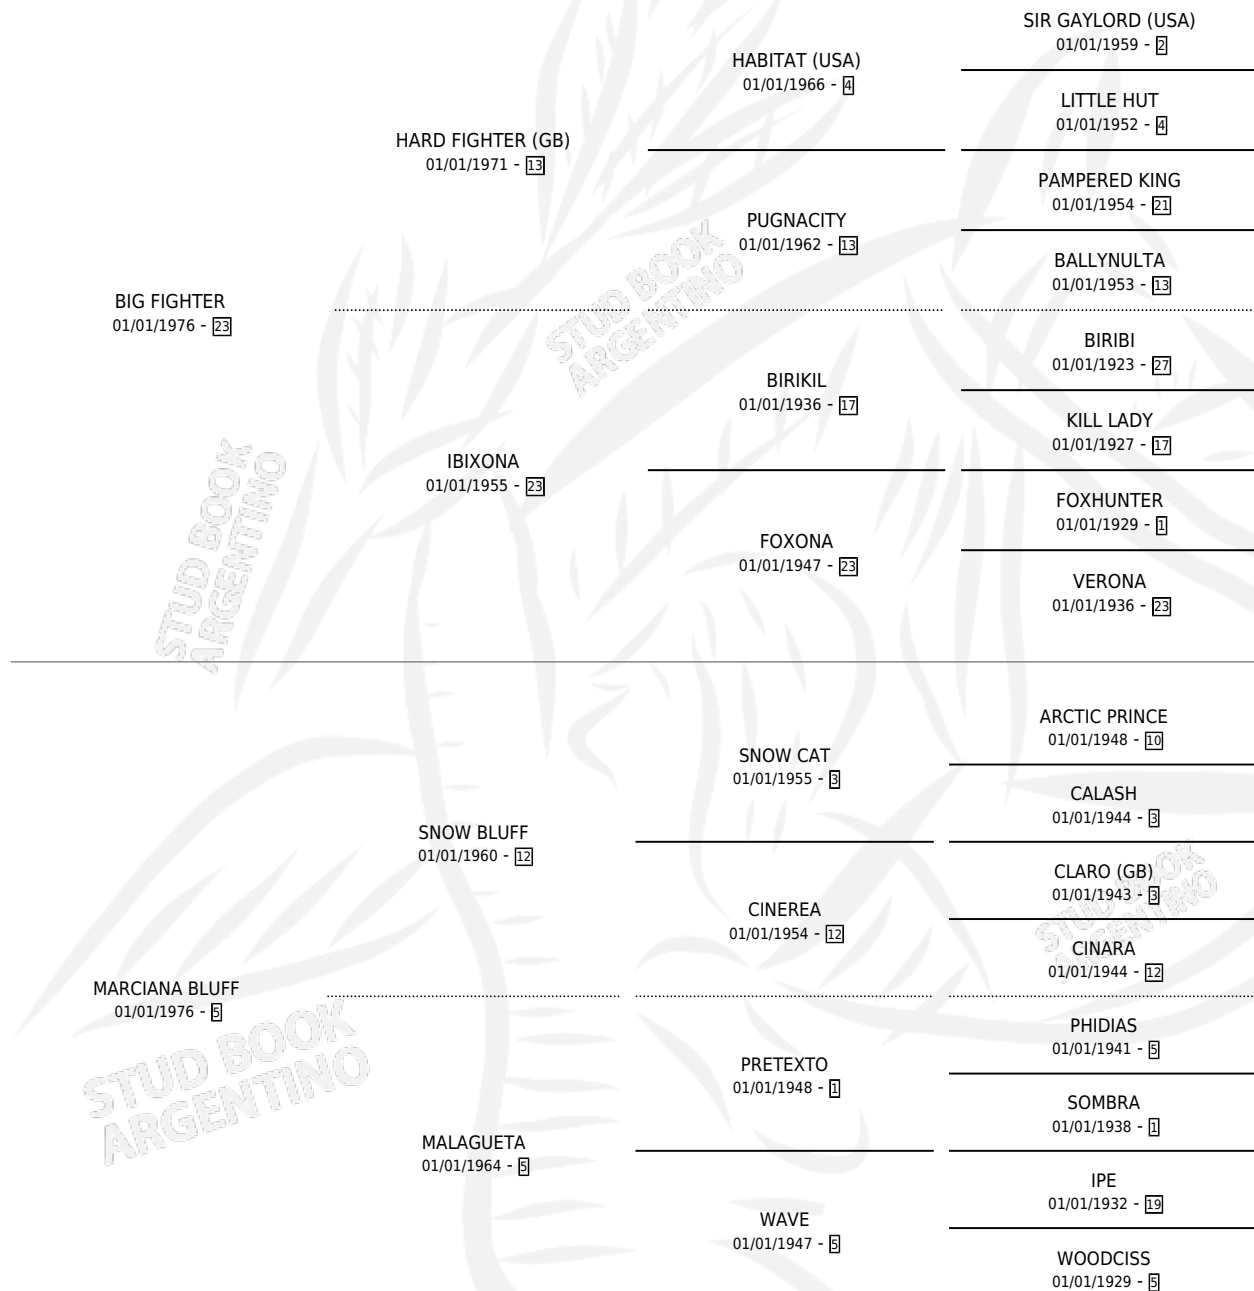 SIR GAYLORD (USA)
01/01/1959 - 2
HABITAT (USA)
01/01/1966 - 4
LITTLE HUT
01/01/1952 - 4
HARD FIGHTER (GB)
01/01/1971 - 13
PAMPERED KING
01/01/1954 - 21
PUGNACITY
01/01/1962 - 13
BALLYNULTA
01/01/1953 - 13
BIG FIGHTER
01/01/1976 - 23
BIRIBI
01/01/1923 - 27
BIRIKIL
01/01/1936 - 17
KILL LADY
01/01/1927 - 17
IBIXONA
01/01/1955 - 23
FOXHUNTER
01/01/1929 - 1
FOXONA
01/01/1947 - 23
VERONA
01/01/1936 - 23
ARCTIC PRINCE
01/01/1948 - 10
SNOW CAT
01/01/1955 - 3
CALASH
01/01/1944 - 3
SNOW BLUFF
01/01/1960 - 12
CLARO (GB)
01/01/1943 - 3
CINEREA
01/01/1954 - 12
CINARA
01/01/1944 - 12
MARCIANA BLUFF
01/01/1976 - 5
PHIDIAS
01/01/1941 - 5
PRETEXTO
01/01/1948 - 1
SOMBRA
01/01/1938 - 1
MALAGUETA
01/01/1964 - 5
IPE
01/01/1932 - 19
WAVE
01/01/1947 - 5
WOODCISS
01/01/1929 - 5
STUD BOOK
ARGENTINO
STUD BOOK
ARGENTINO
STUD BOOK
ARGENTINO
STUD BOOK
ARGENTINO